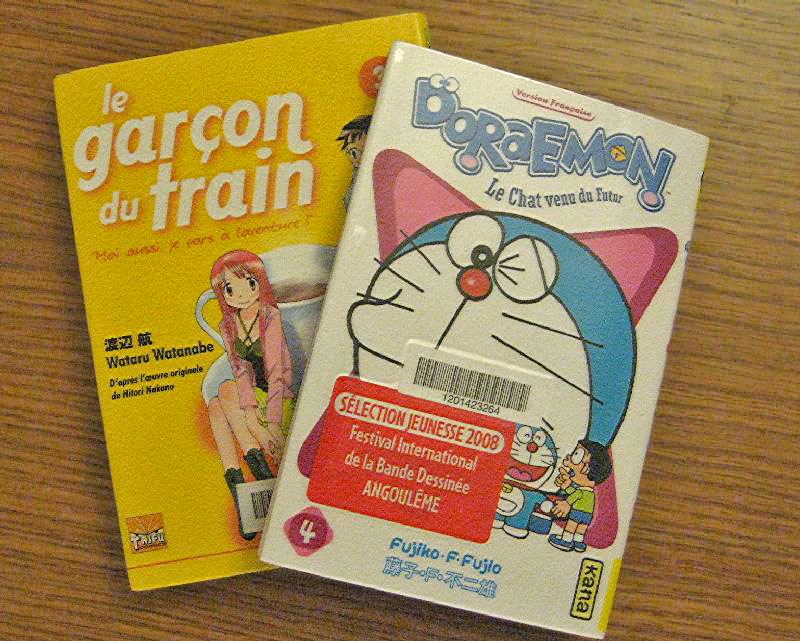 le
garçon
du train
"Moi aussi je pars à l'aventure !"
渡辺 航
Wataru Watanabe
D'après l'œuvre originale
de Hitori Nakano
TAIFU
Version Française
DORAEMON
Le Chat venu du Futur
1201423264
SÉLECTION JEUNESSE 2008
Festival International
de la Bande Dessinée
ANGOULÊME
4
Fujiko·F·Fujio
藤子·F·不二雄
kana